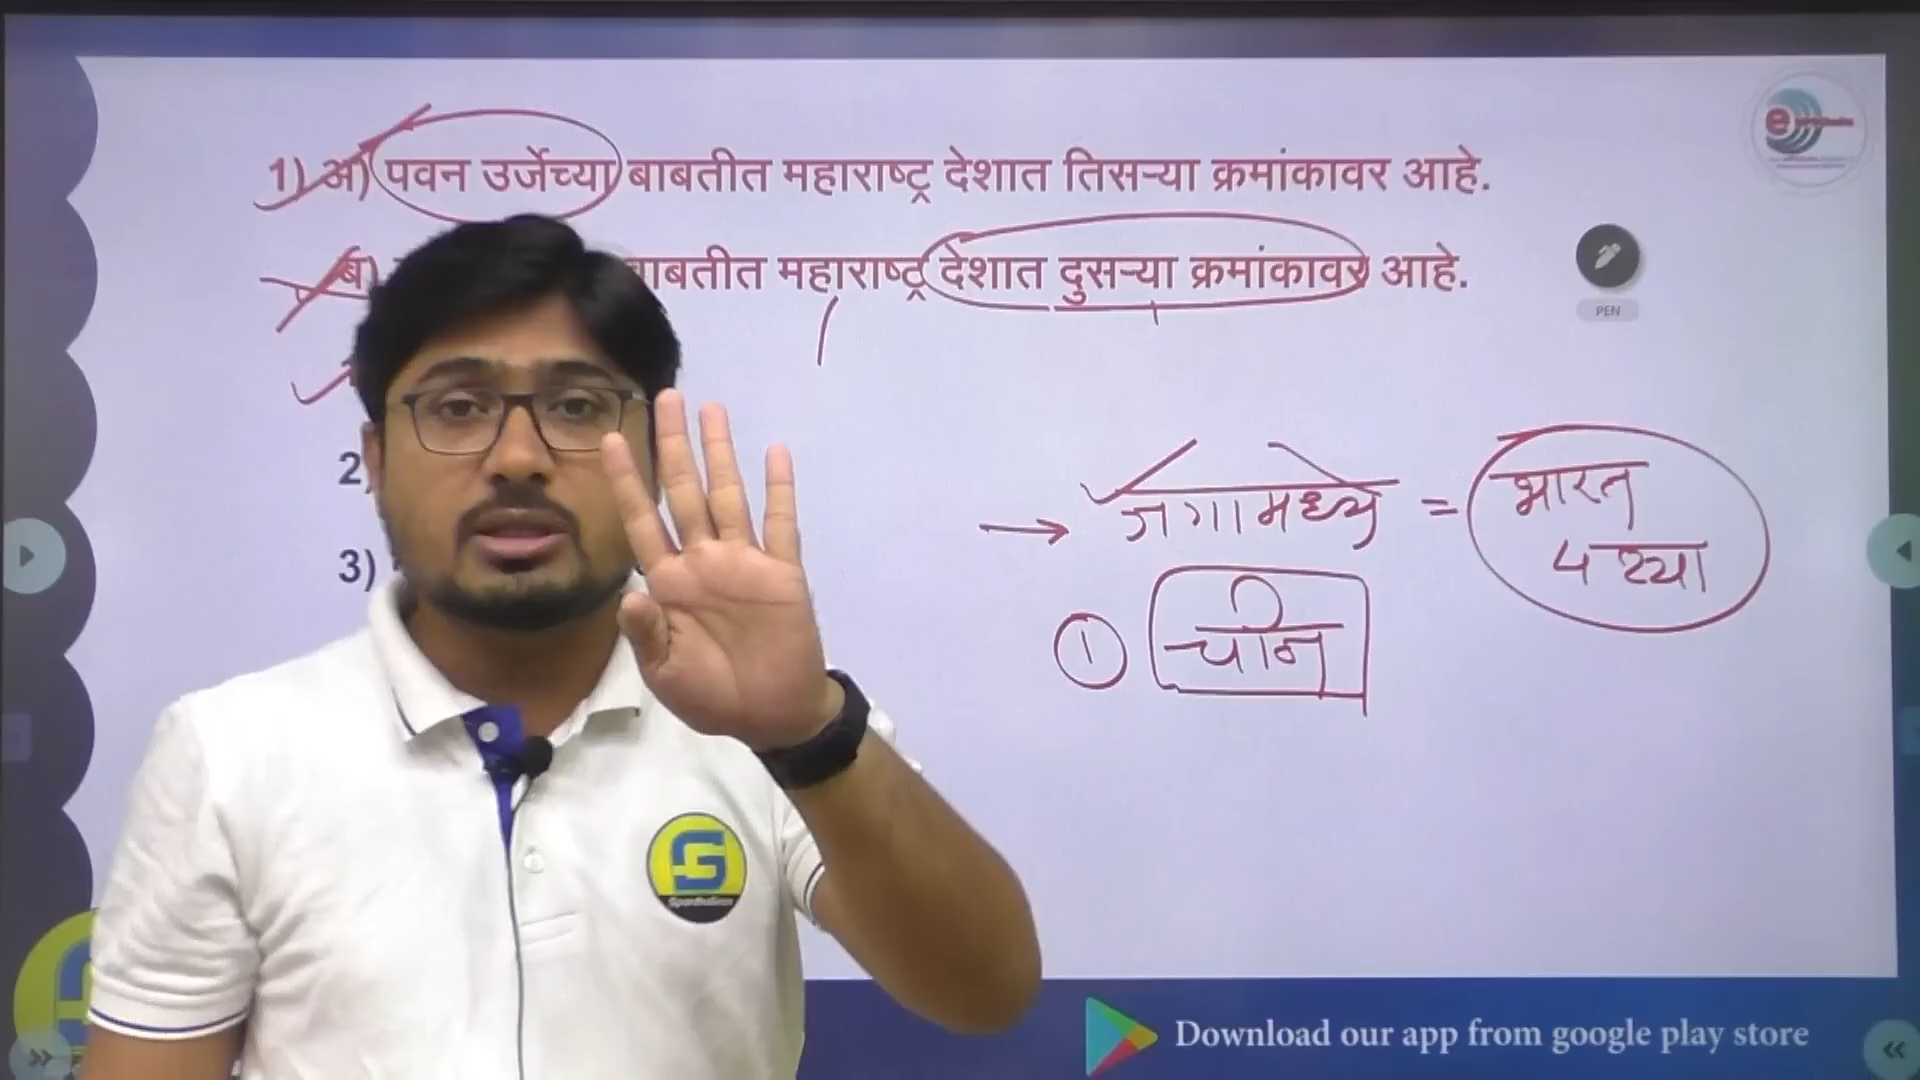 1) अ) पवन उर्जेच्या बाबतीत महाराष्ट्र देशात तिसऱ्या क्रमांकावर आहे.
ब) बाबतीत महाराष्ट्र देशात दुसऱ्या क्रमांकावर आहे.
PEN
2)
3)
जगामध्ये = भारत
4 थ्या
1 चीन
Download our app from google play store